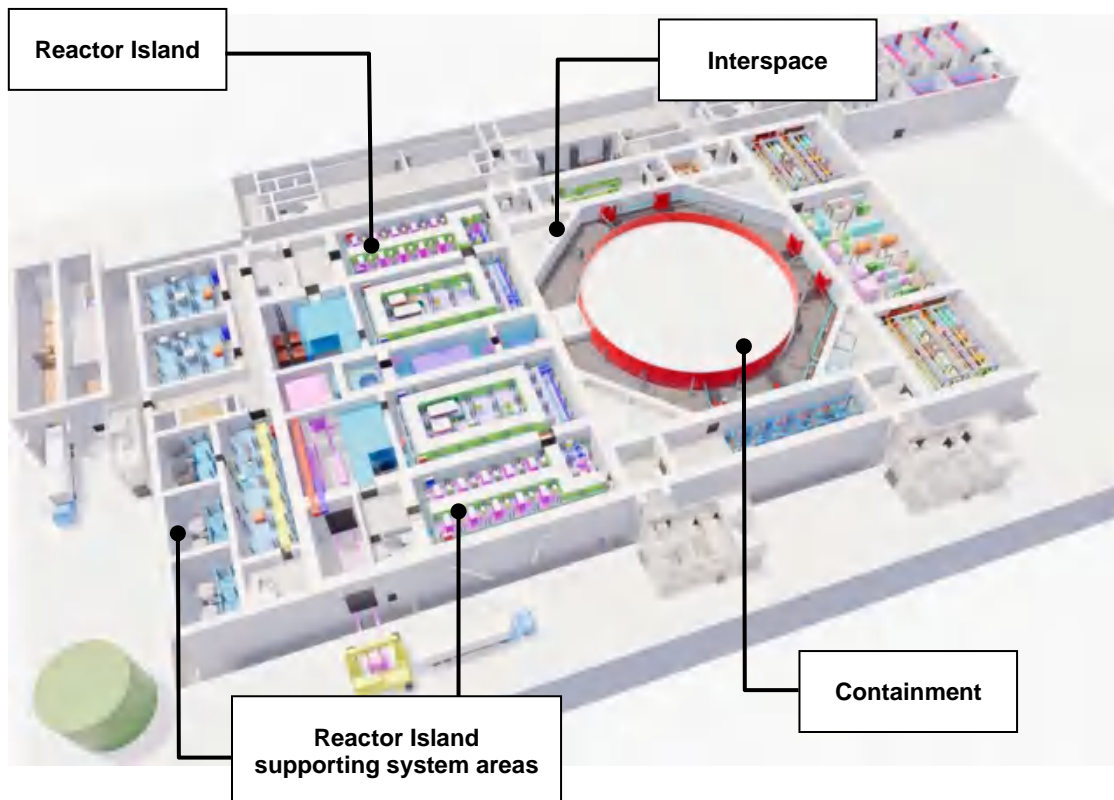 Reactor Island
Interspace
Containment
Reactor Island
supporting system areas